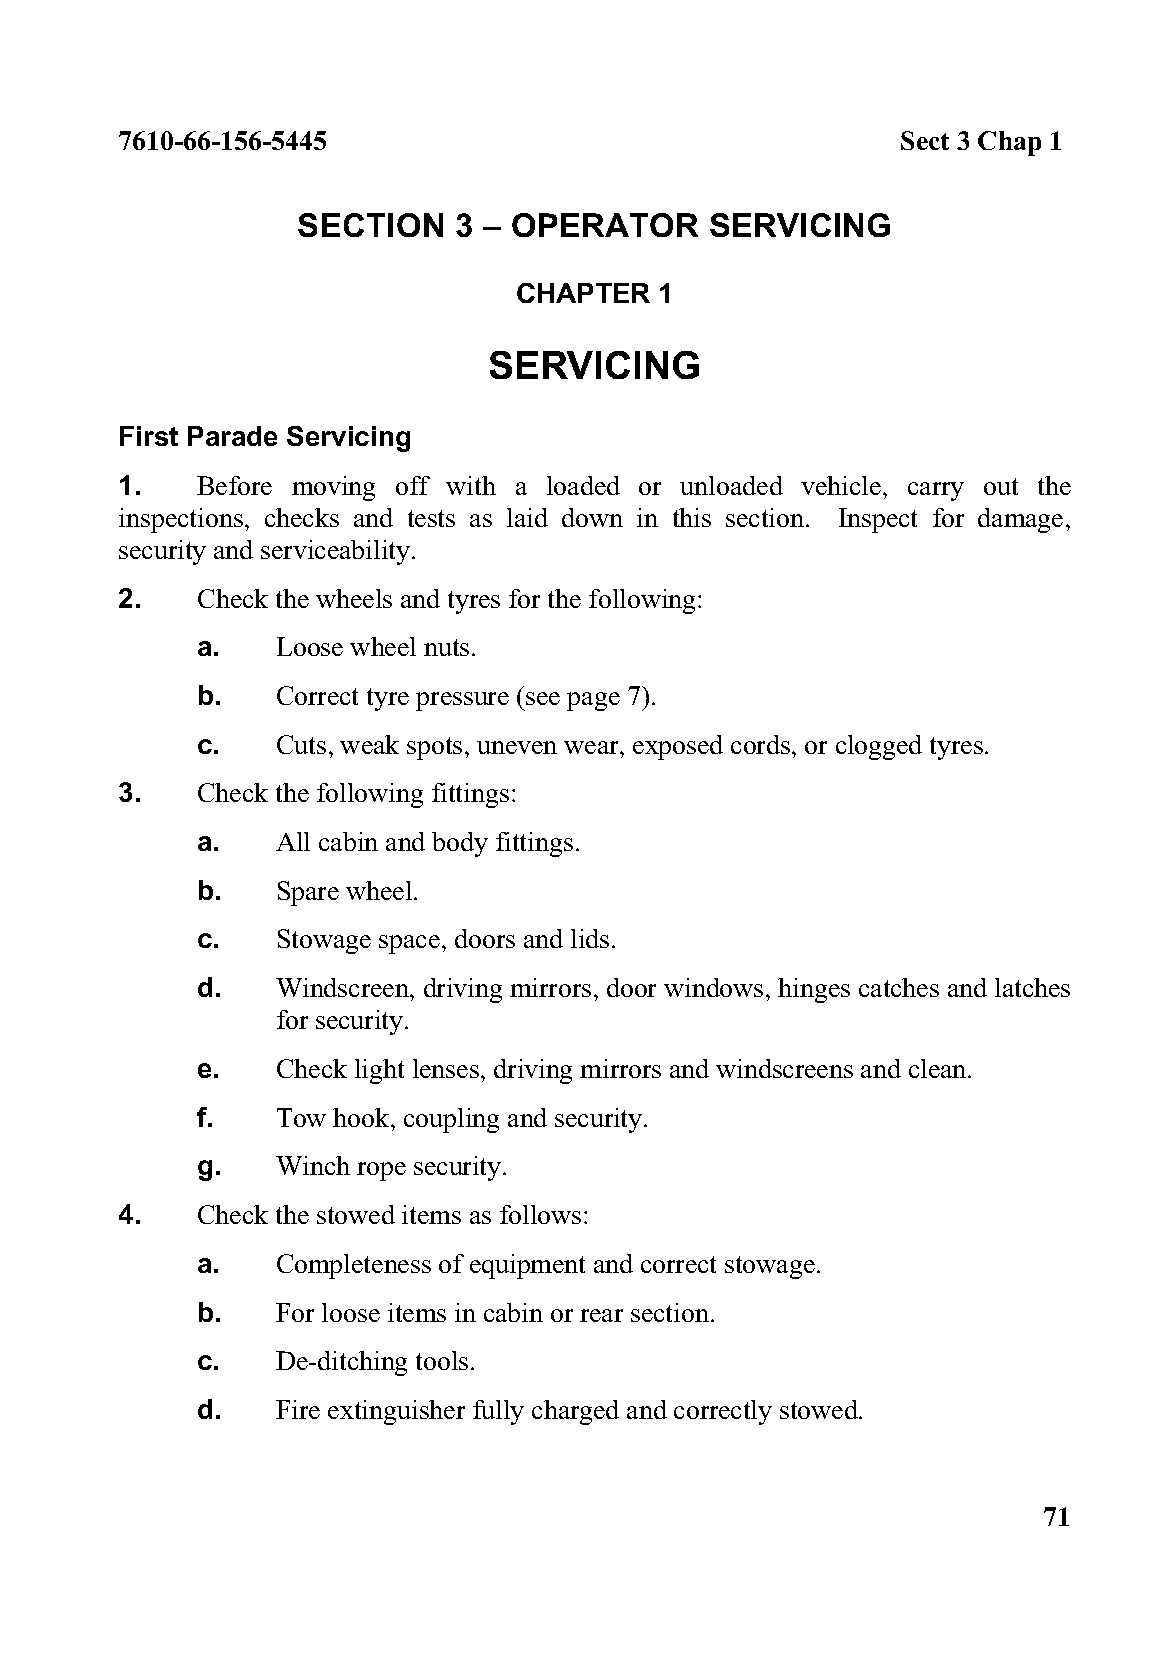 7610-66-156-5445 Sect 3 Chap 1
SECTION 3 – OPERATOR SERVICING
CHAPTER 1
SERVICING
First Parade Servicing
1. Before moving off with a loaded or unloaded vehicle, carry out the
inspections, checks and tests as laid down in this section. Inspect for damage,
security and serviceability.
2. Check the wheels and tyres for the following:
a. Loose wheel nuts.
b. Correct tyre pressure (see page 7).
c. Cuts, weak spots, uneven wear, exposed cords, or clogged tyres.
3. Check the following fittings:
a. All cabin and body fittings.
b. Spare wheel.
c. Stowage space, doors and lids.
d. Windscreen, driving mirrors, door windows, hinges catches and latches
for security.
e. Check light lenses, driving mirrors and windscreens and clean.
f. Tow hook, coupling and security.
g. Winch rope security.
4. Check the stowed items as follows:
a. Completeness of equipment and correct stowage.
b. For loose items in cabin or rear section.
c. De-ditching tools.
d. Fire extinguisher fully charged and correctly stowed.
71